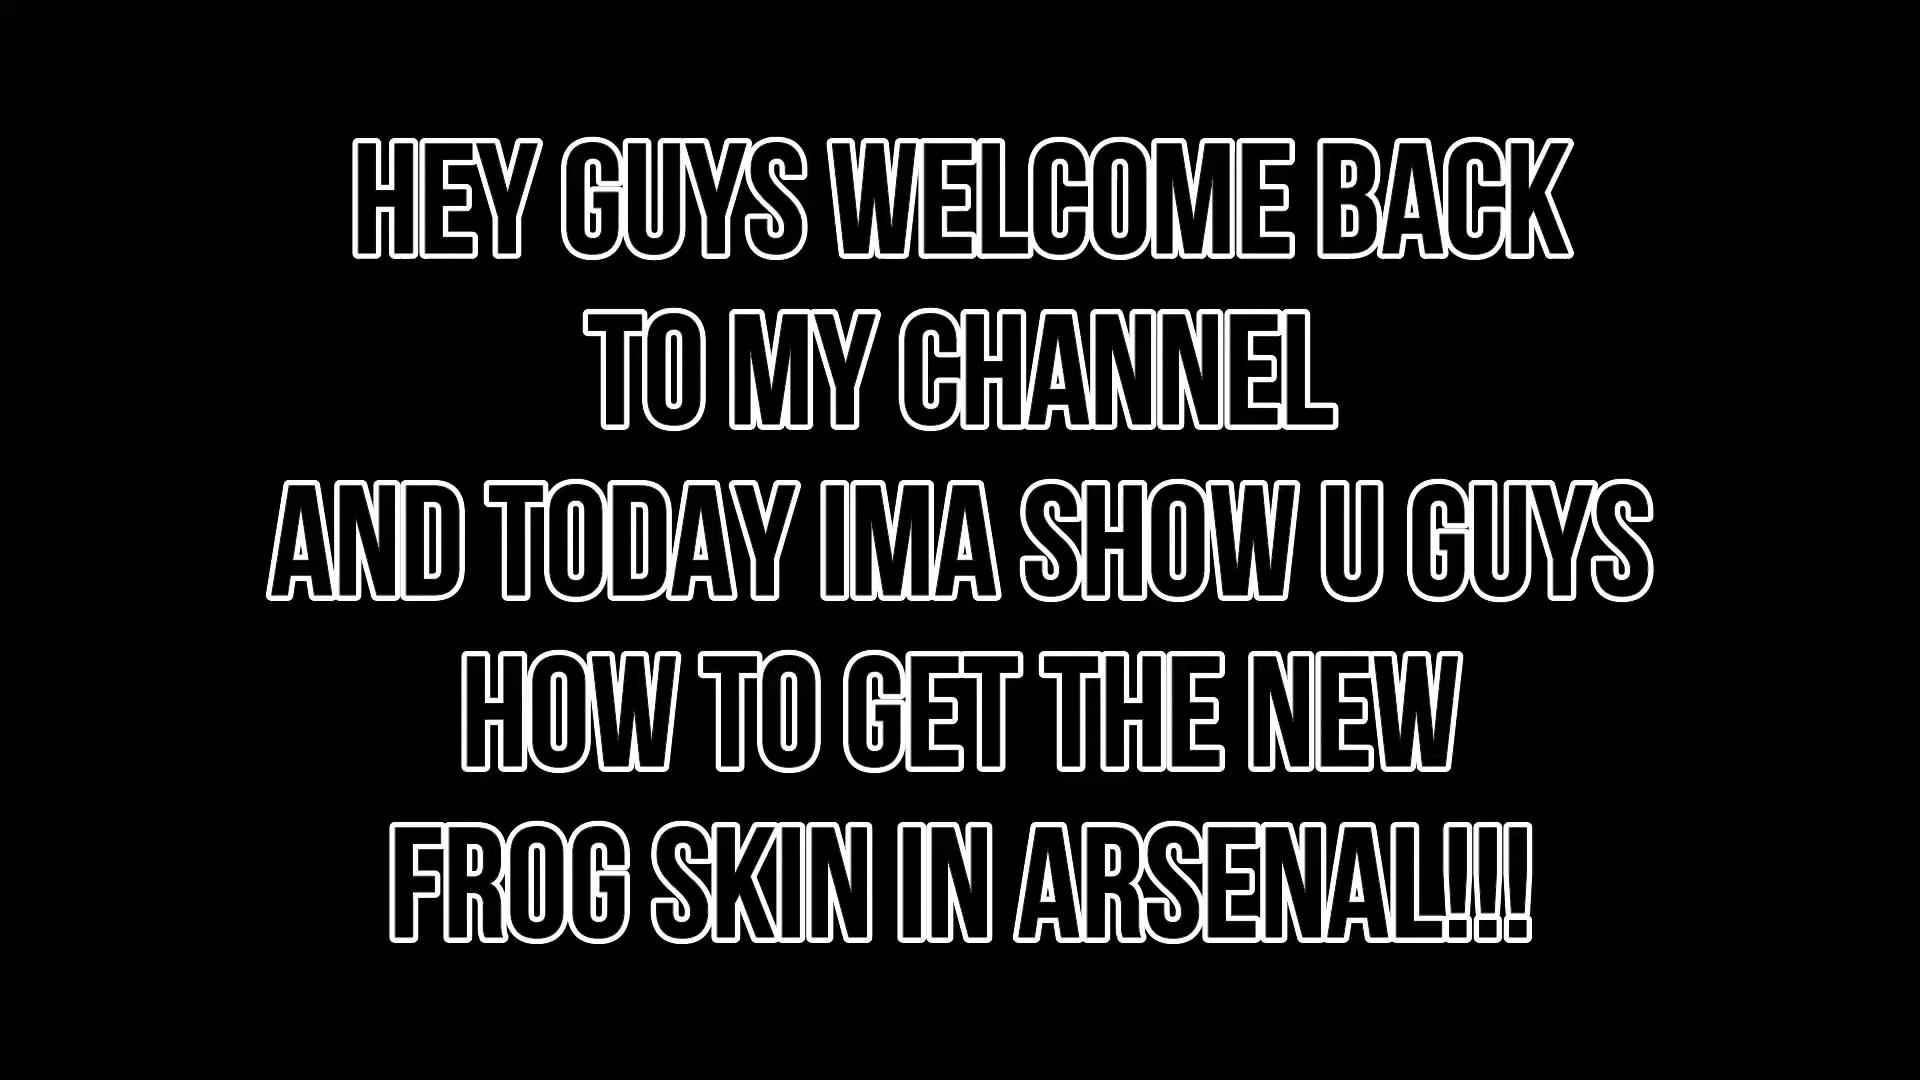 HEY GUYS WELCOME BACK
TO MY CHANNEL
AND TODAY IMA SHOW U GUYS
HOW TO GET THE NEW
FROG SKIN IN ARSENAL!!!